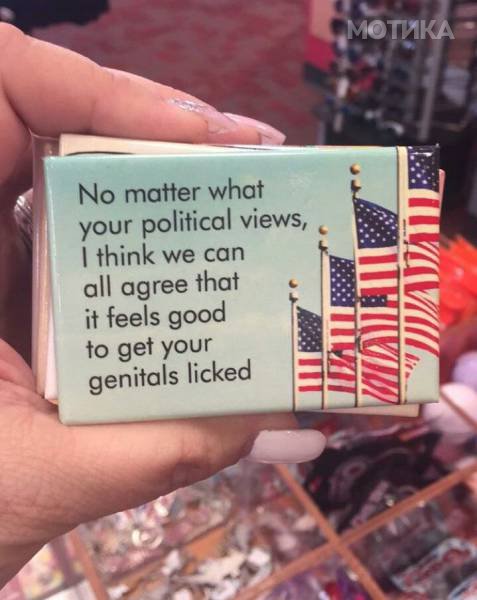 МОТИКА
No matter what
your political views,
I think we can
all agree that
it feels good
to get your
genitals licked